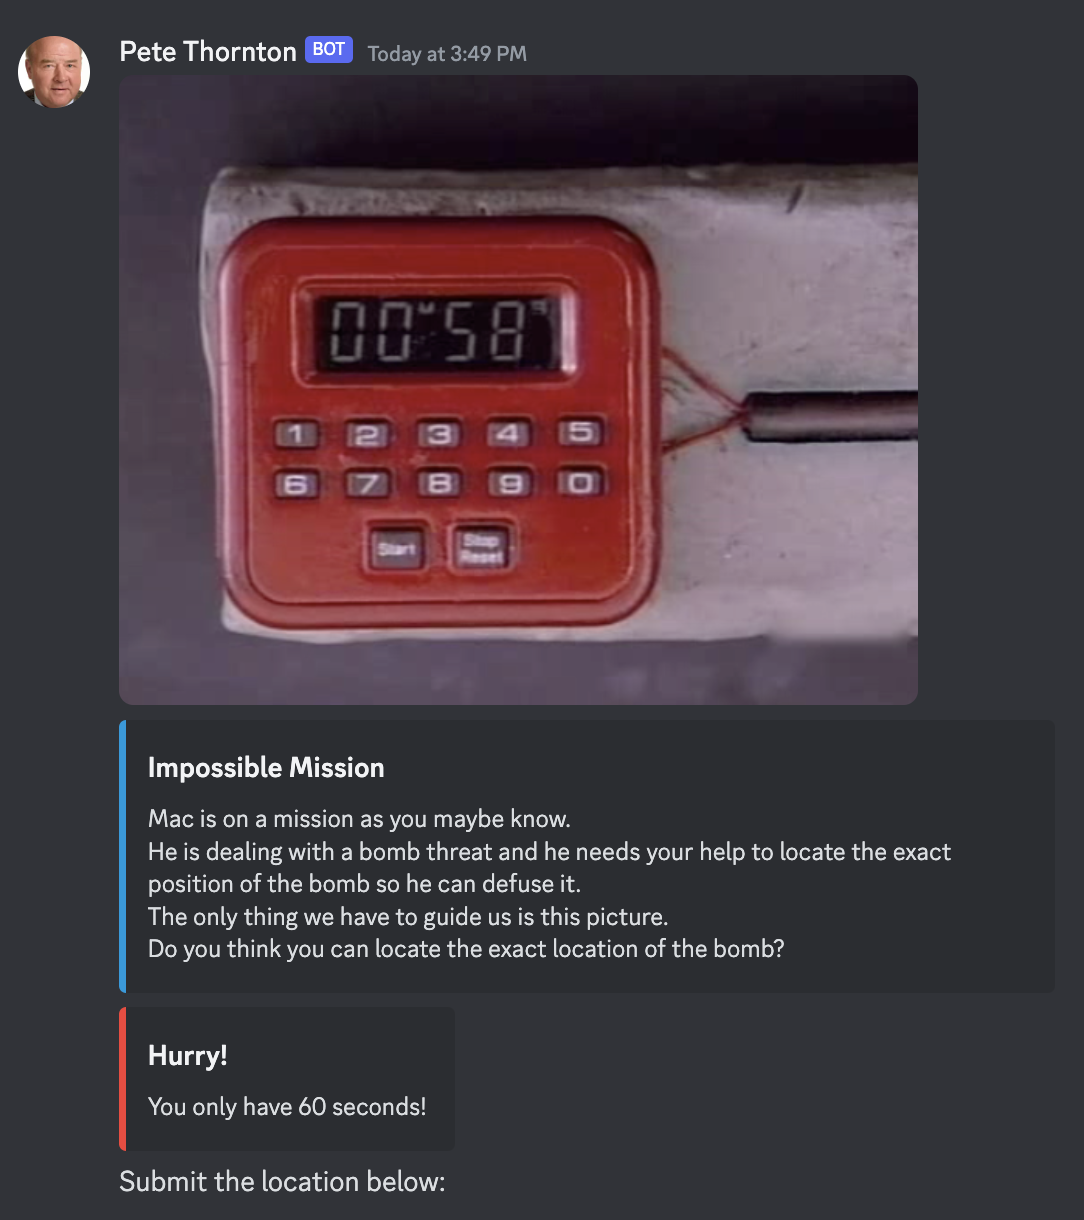 Pete Thornton BOT Today at 3:49 PM
00 M 58 S
1 2 3 4 5
6 7 8 9 0
Start Stop
Reset
Impossible Mission
Mac is on a mission as you maybe know.
He is dealing with a bomb threat and he needs your help to locate the exact
position of the bomb so he can defuse it.
The only thing we have to guide us is this picture.
Do you think you can locate the exact location of the bomb?
Hurry!
You only have 60 seconds!
Submit the location below: